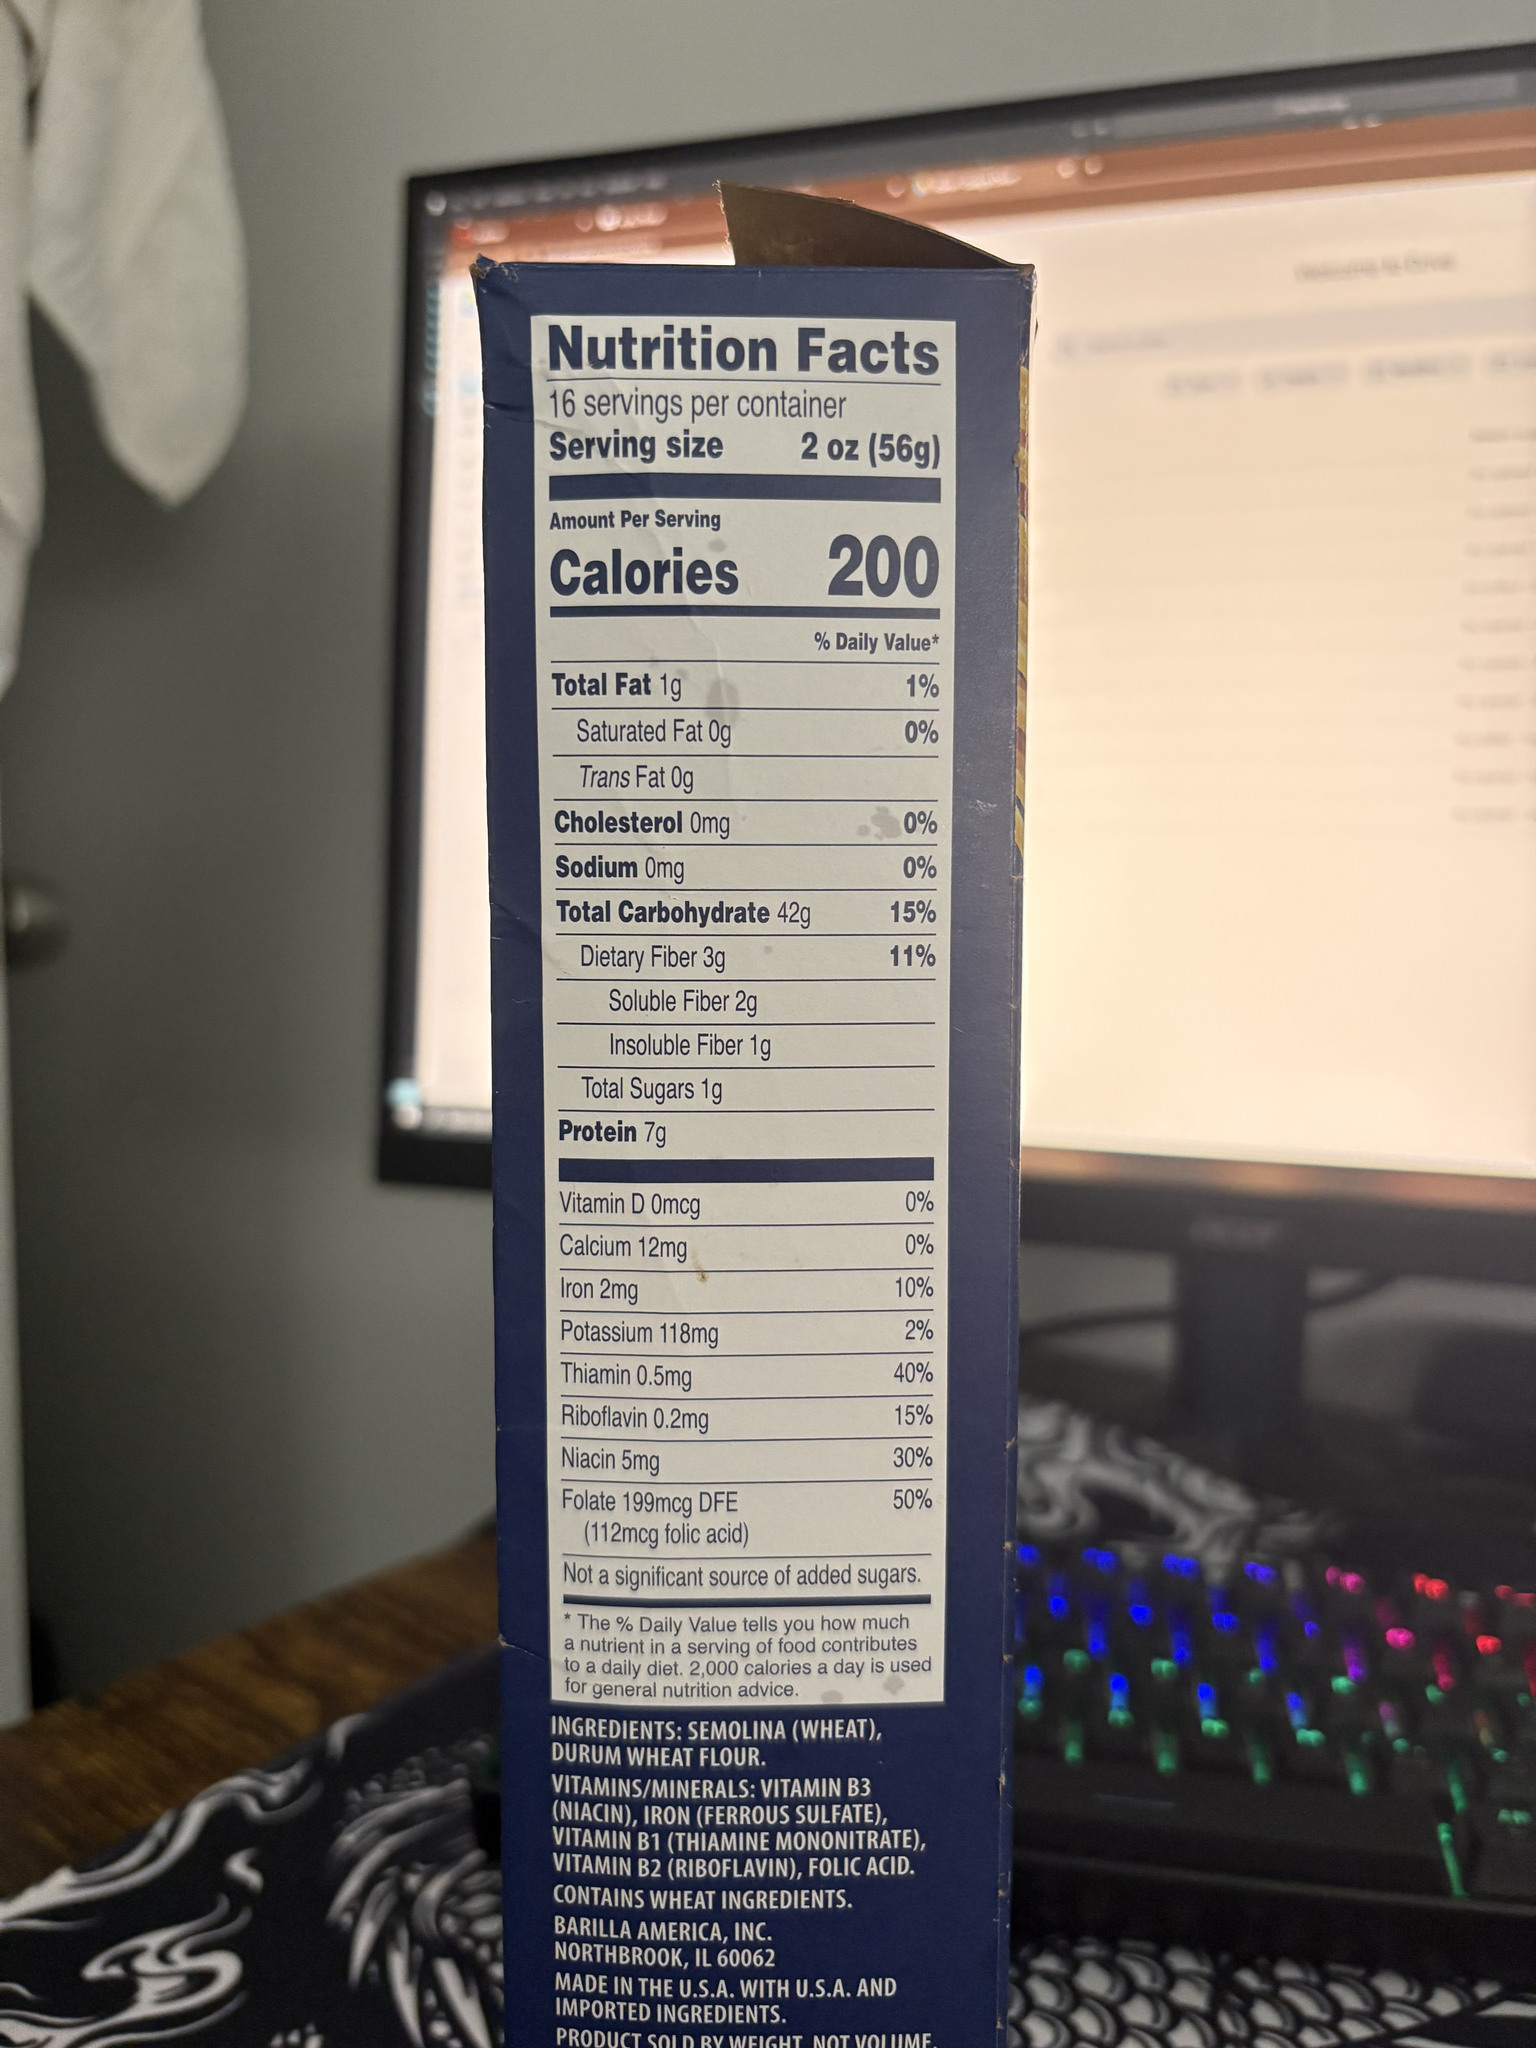 Nutrition Facts
16 servings per container
Serving size 2 oz (56g)
Amount Per Serving
Calories 200
% Daily Value*
Total Fat 1g 1%
Saturated Fat 0g 0%
Trans Fat 0g
Cholesterol 0mg 0%
Sodium 0mg 0%
Total Carbohydrate 42g 15%
Dietary Fiber 3g 11%
Soluble Fiber 2g
Insoluble Fiber 1g
Total Sugars 1g
Protein 7g
Vitamin D 0mcg 0%
Calcium 12mg 0%
Iron 2mg 10%
Potassium 118mg 2%
Thiamin 0.5mg 40%
Riboflavin 0.2mg 15%
Niacin 5mg 30%
Folate 199mcg DFE 50%
(112mcg folic acid)
Not a significant source of added sugars.
* The % Daily Value tells you how much
a nutrient in a serving of food contributes
to a daily diet. 2,000 calories a day is used
for general nutrition advice.
INGREDIENTS: SEMOLINA (WHEAT),
DURUM WHEAT FLOUR.
VITAMINS/MINERALS: VITAMIN B3
(NIACIN), IRON (FERROUS SULFATE),
VITAMIN B1 (THIAMINE MONONITRATE),
VITAMIN B2 (RIBOFLAVIN), FOLIC ACID.
CONTAINS WHEAT INGREDIENTS.
BARILLA AMERICA, INC.
NORTHBROOK, IL 60062
MADE IN THE U.S.A. WITH U.S.A. AND
IMPORTED INGREDIENTS.
PRODUCT SOLD BY WEIGHT, NOT VOLUME.